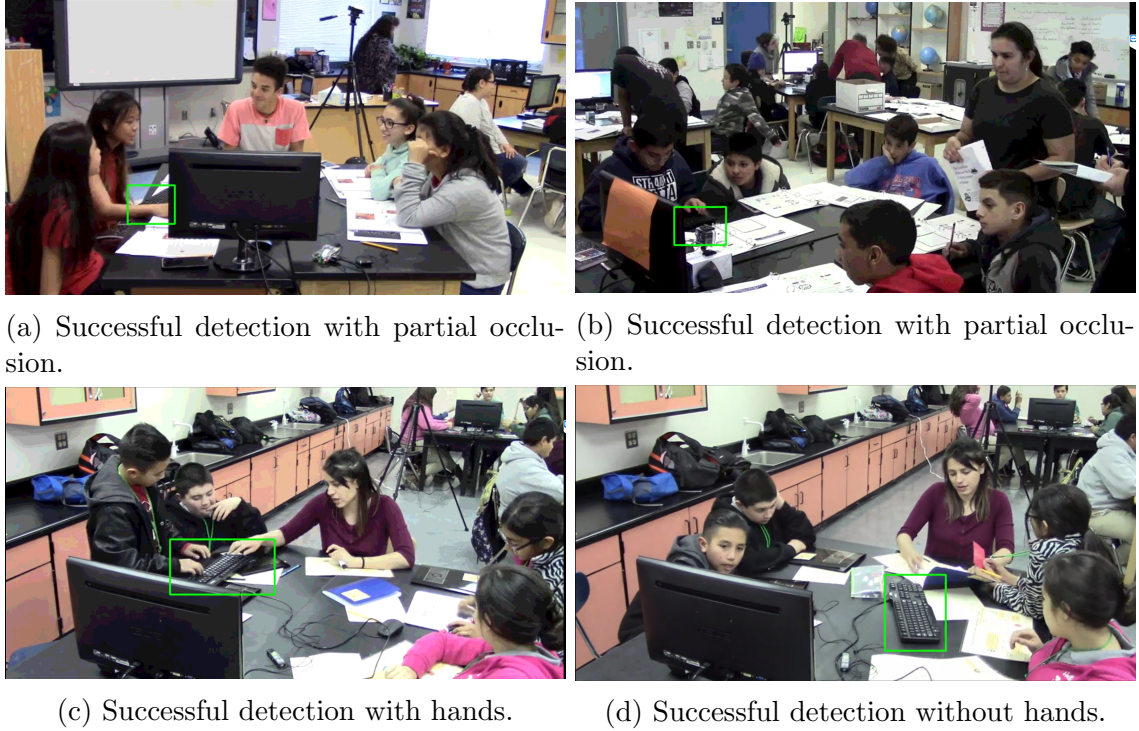 (a) Successful detection with partial occlu-
sion.
(b) Successful detection with partial occlu-
sion.
(c) Successful detection with hands.
(d) Successful detection without hands.